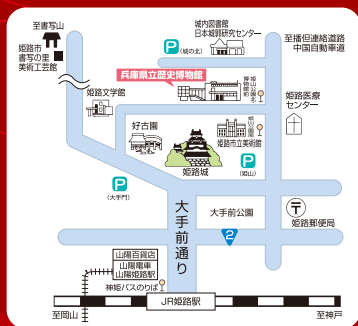 至書写山
姫路市
書写の里
美術工芸館
城内図書館
日本城郭研究センター
P
(城の北)
至播但連絡道路
中国自動車道
兵庫県立歴史博物館
姫路文学館
姫路医療
センター
好古園
姫路市立美術館
姫路城
P
(姫山)
P
(大手門)
大手前通り
大手前公園
2
〒
姫路郵便局
山陽百貨店
山陽電車
山陽姫路駅
神姫バスのりば
JR姫路駅
至岡山
至神戸